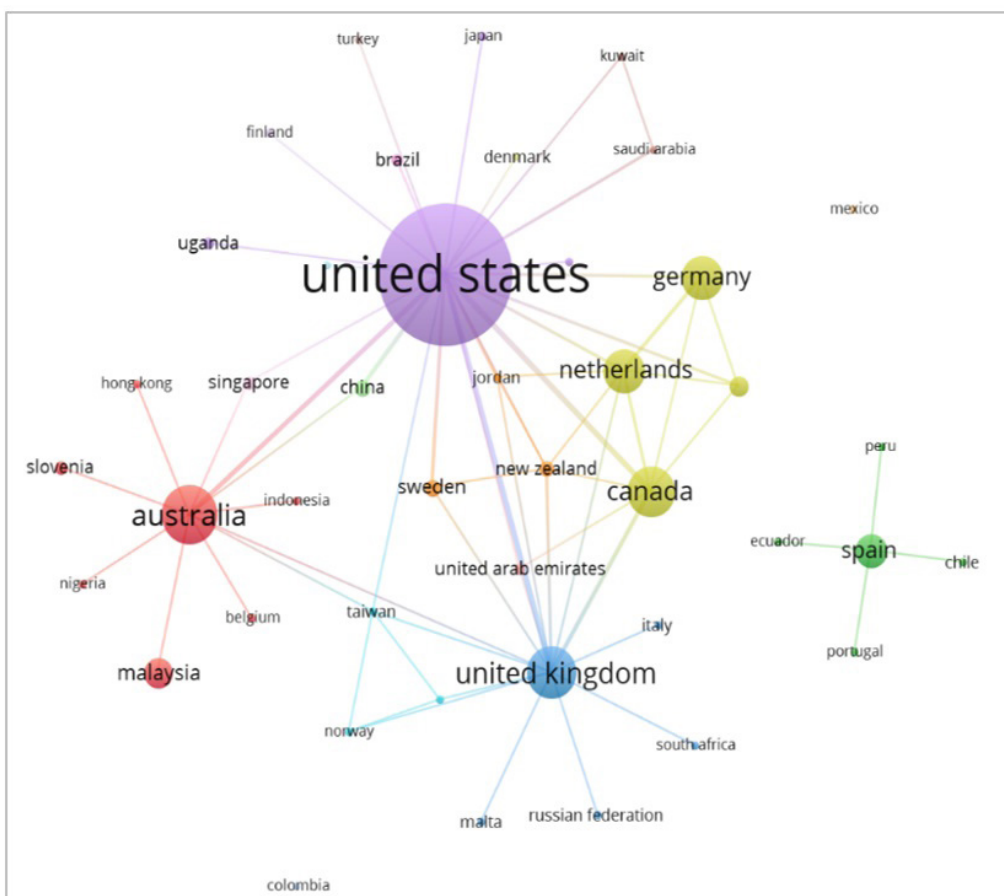 turkey
japan
kuwait
finland
brazil
denmark
saudi arabia
mexico
uganda
united states
germany
hong kong
singapore
china
jordan
netherlands
peru
slovenia
sweden
new zealand
canada
australia
indonesia
ecuador
spain
chile
nigeria
united arab emirates
belgium
taiwan
italy
portugal
malaysia
united kingdom
norway
south africa
malta
russian federation
colombia